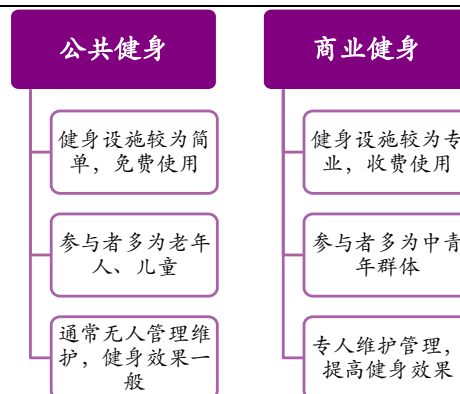 公共健身
健身设施较为简
单，免费使用
参与者多为老年
人、儿童
通常无人管理维
护，健身效果一
般
商业健身
健身设施较为专
业，收费使用
参与者多为中青
年群体
专人维护管理，
提高健身效果